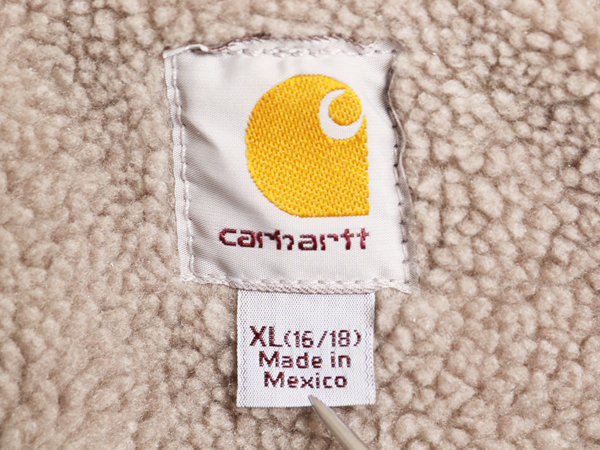 carhartt
XL(16/18)
Made in
Mexico